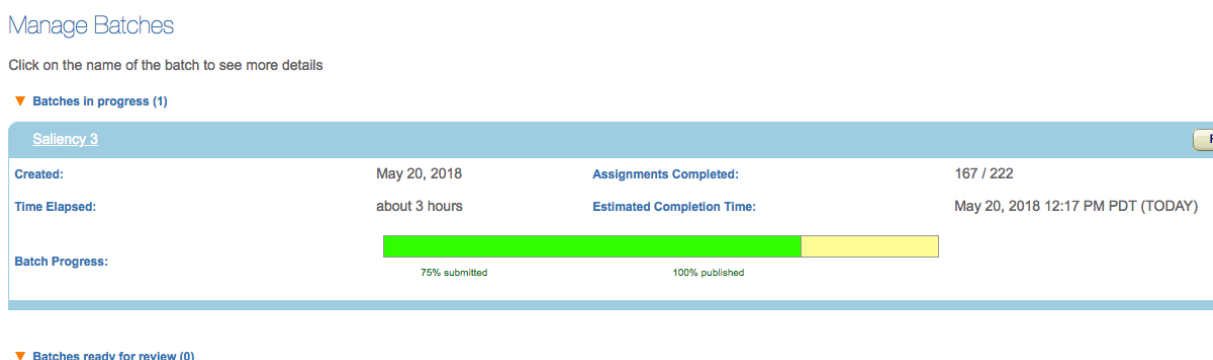 Manage Batches
Click on the name of the batch to see more details
Batches in progress (1)
Saliency 3
Created: May 20, 2018 Assignments Completed: 167 / 222
Time Elapsed: about 3 hours Estimated Completion Time: May 20, 2018 12:17 PM PDT (TODAY)
Batch Progress:
75% submitted 100% published
Batches ready for review (0)